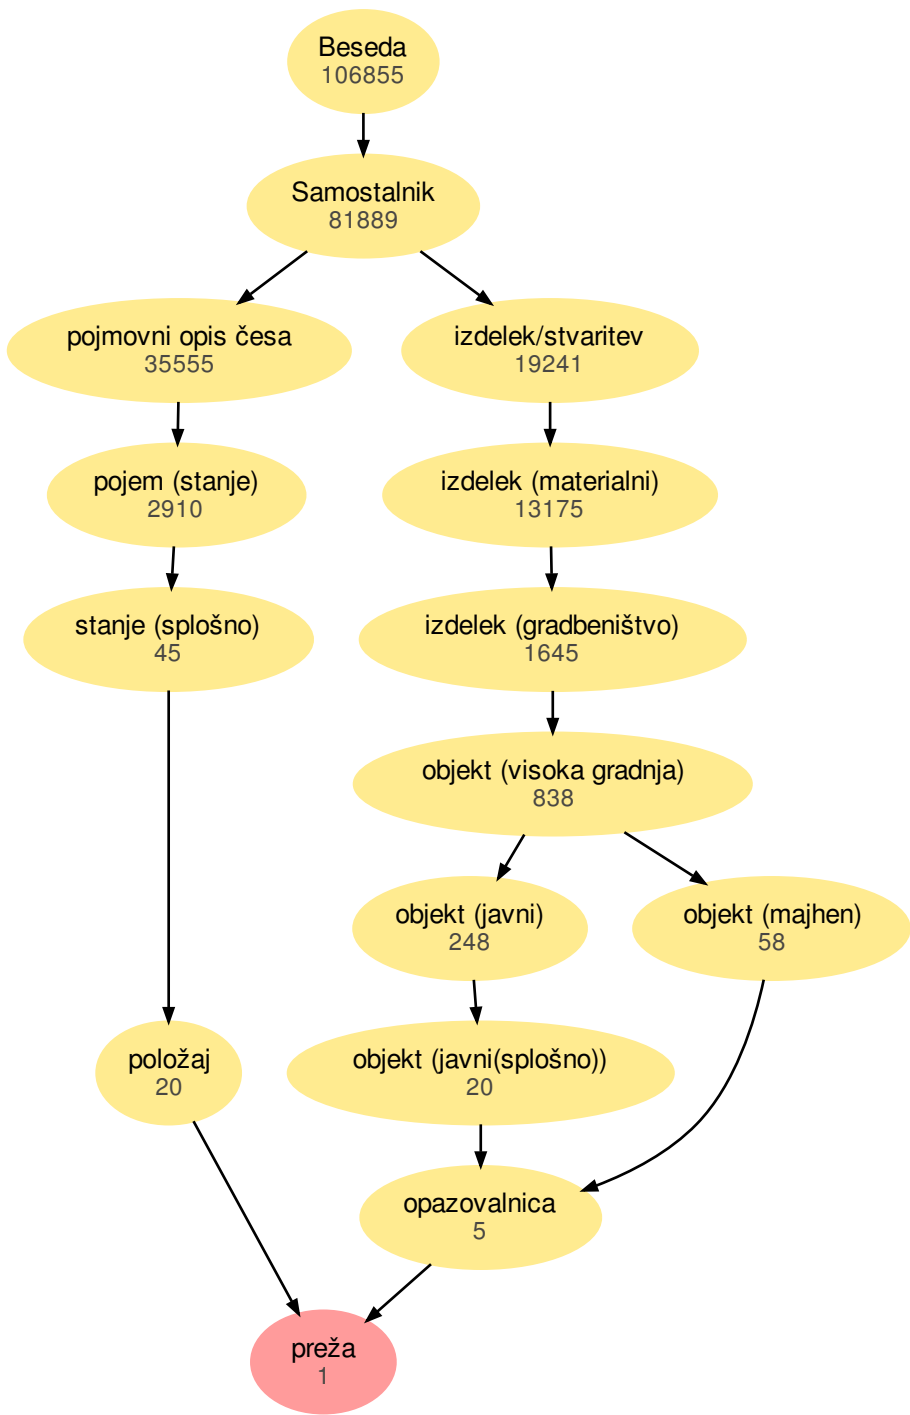 Beseda
106855
Samostalnik
81889
pojmovni opis česa
35555
izdelek/stvaritev
19241
pojem (stanje)
2910
izdelek (materialni)
13175
stanje (splošno)
45
izdelek (gradbeništvo)
1645
objekt (visoka gradnja)
838
objekt (javni)
248
objekt (majhen)
58
položaj
20
objekt (javni(splošno))
20
opazovalnica
5
preža
1